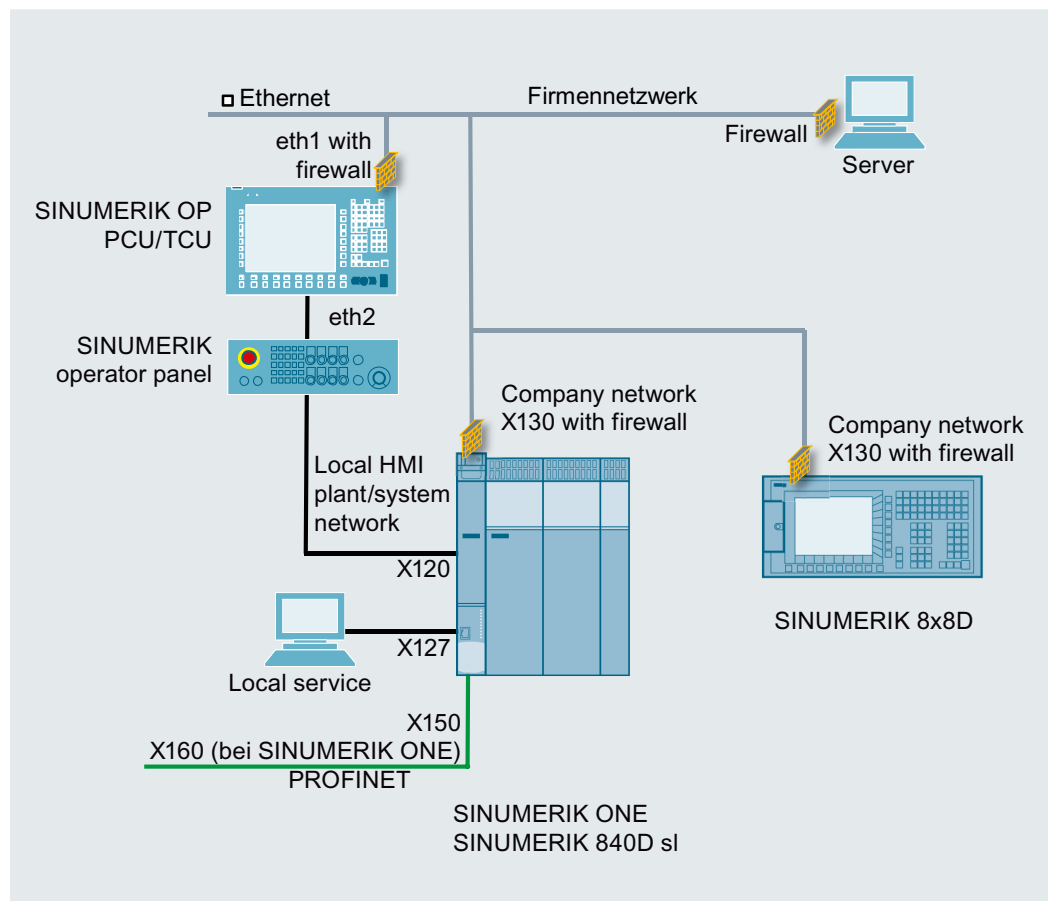 Ethernet
Firmennetzwerk
Firewall
Server
eth1 with
firewall
SINUMERIK OP
PCU/TCU
eth2
SINUMERIK
operator panel
Company network
X130 with firewall
Company network
X130 with firewall
Local HMI
plant/system
network
X120
SINUMERIK 8x8D
X127
Local service
X150
X160 (bei SINUMERIK ONE)
PROFINET
SINUMERIK ONE
SINUMERIK 840D sl